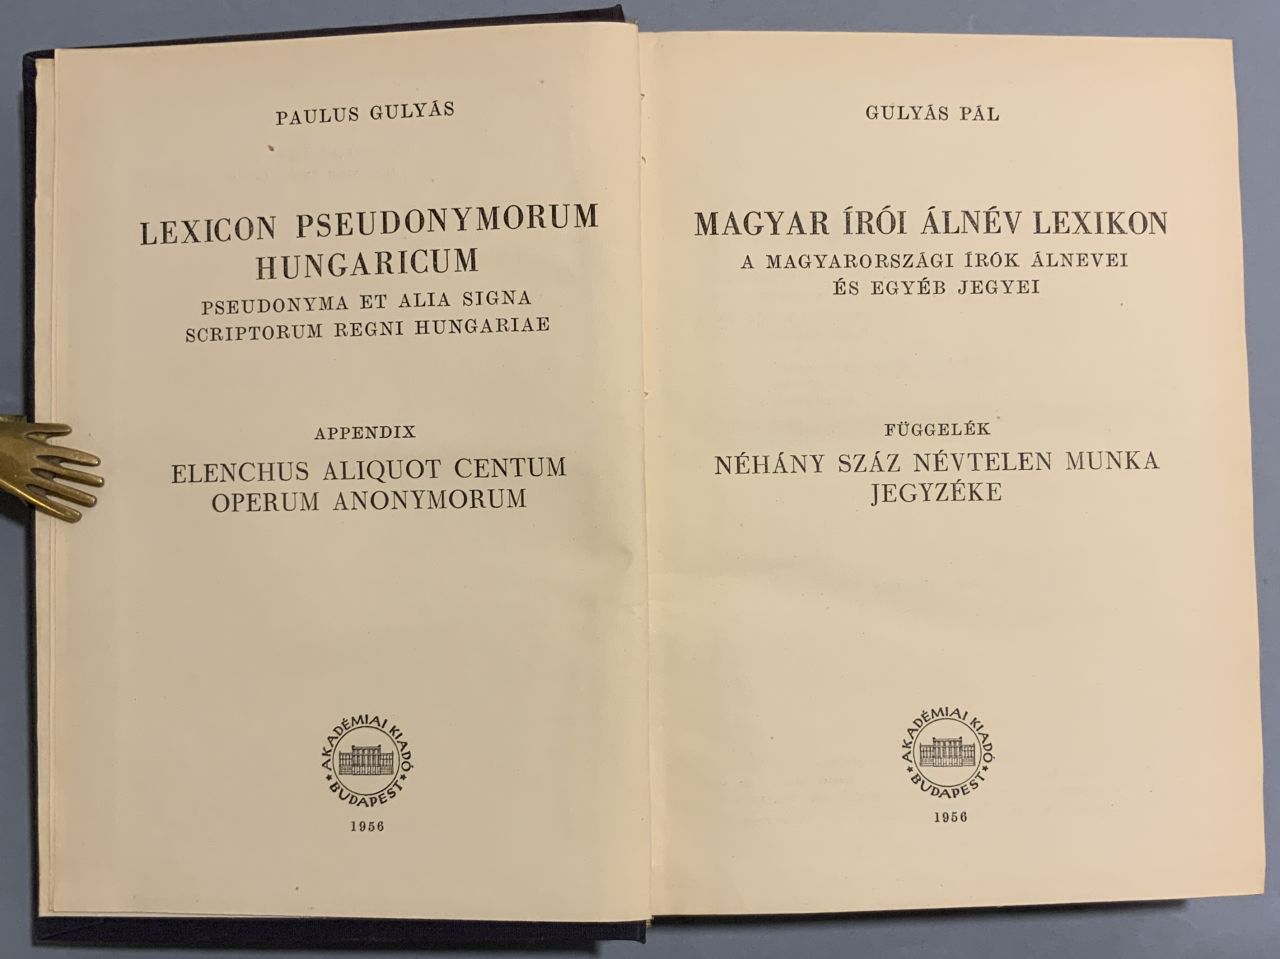 PAULUS GULYÁS
LEXICON PSEUDONYMORUM
HUNGARICUM
PSEUDONYMA ET ALIA SIGNA
SCRIPTORUM REGNI HUNGARIAE
APPENDIX
ELENCHUS ALIQUOT CENTUM
OPERUM ANONYMORUM
AKADÉMIAI KIADÓ
★ BUDAPEST ★
1956
GULYÁS PÁL
MAGYAR ÍRÓI ÁLNÉV LEXIKON
A MAGYARORSZÁGI ÍRÓK ÁLNEVEI
ÉS EGYÉB JEGYEI
FÜGGELÉK
NÉHÁNY SZÁZ NÉVTELEN MUNKA
JEGYZÉKE
AKADÉMIAI KIADÓ
★ BUDAPEST ★
1956